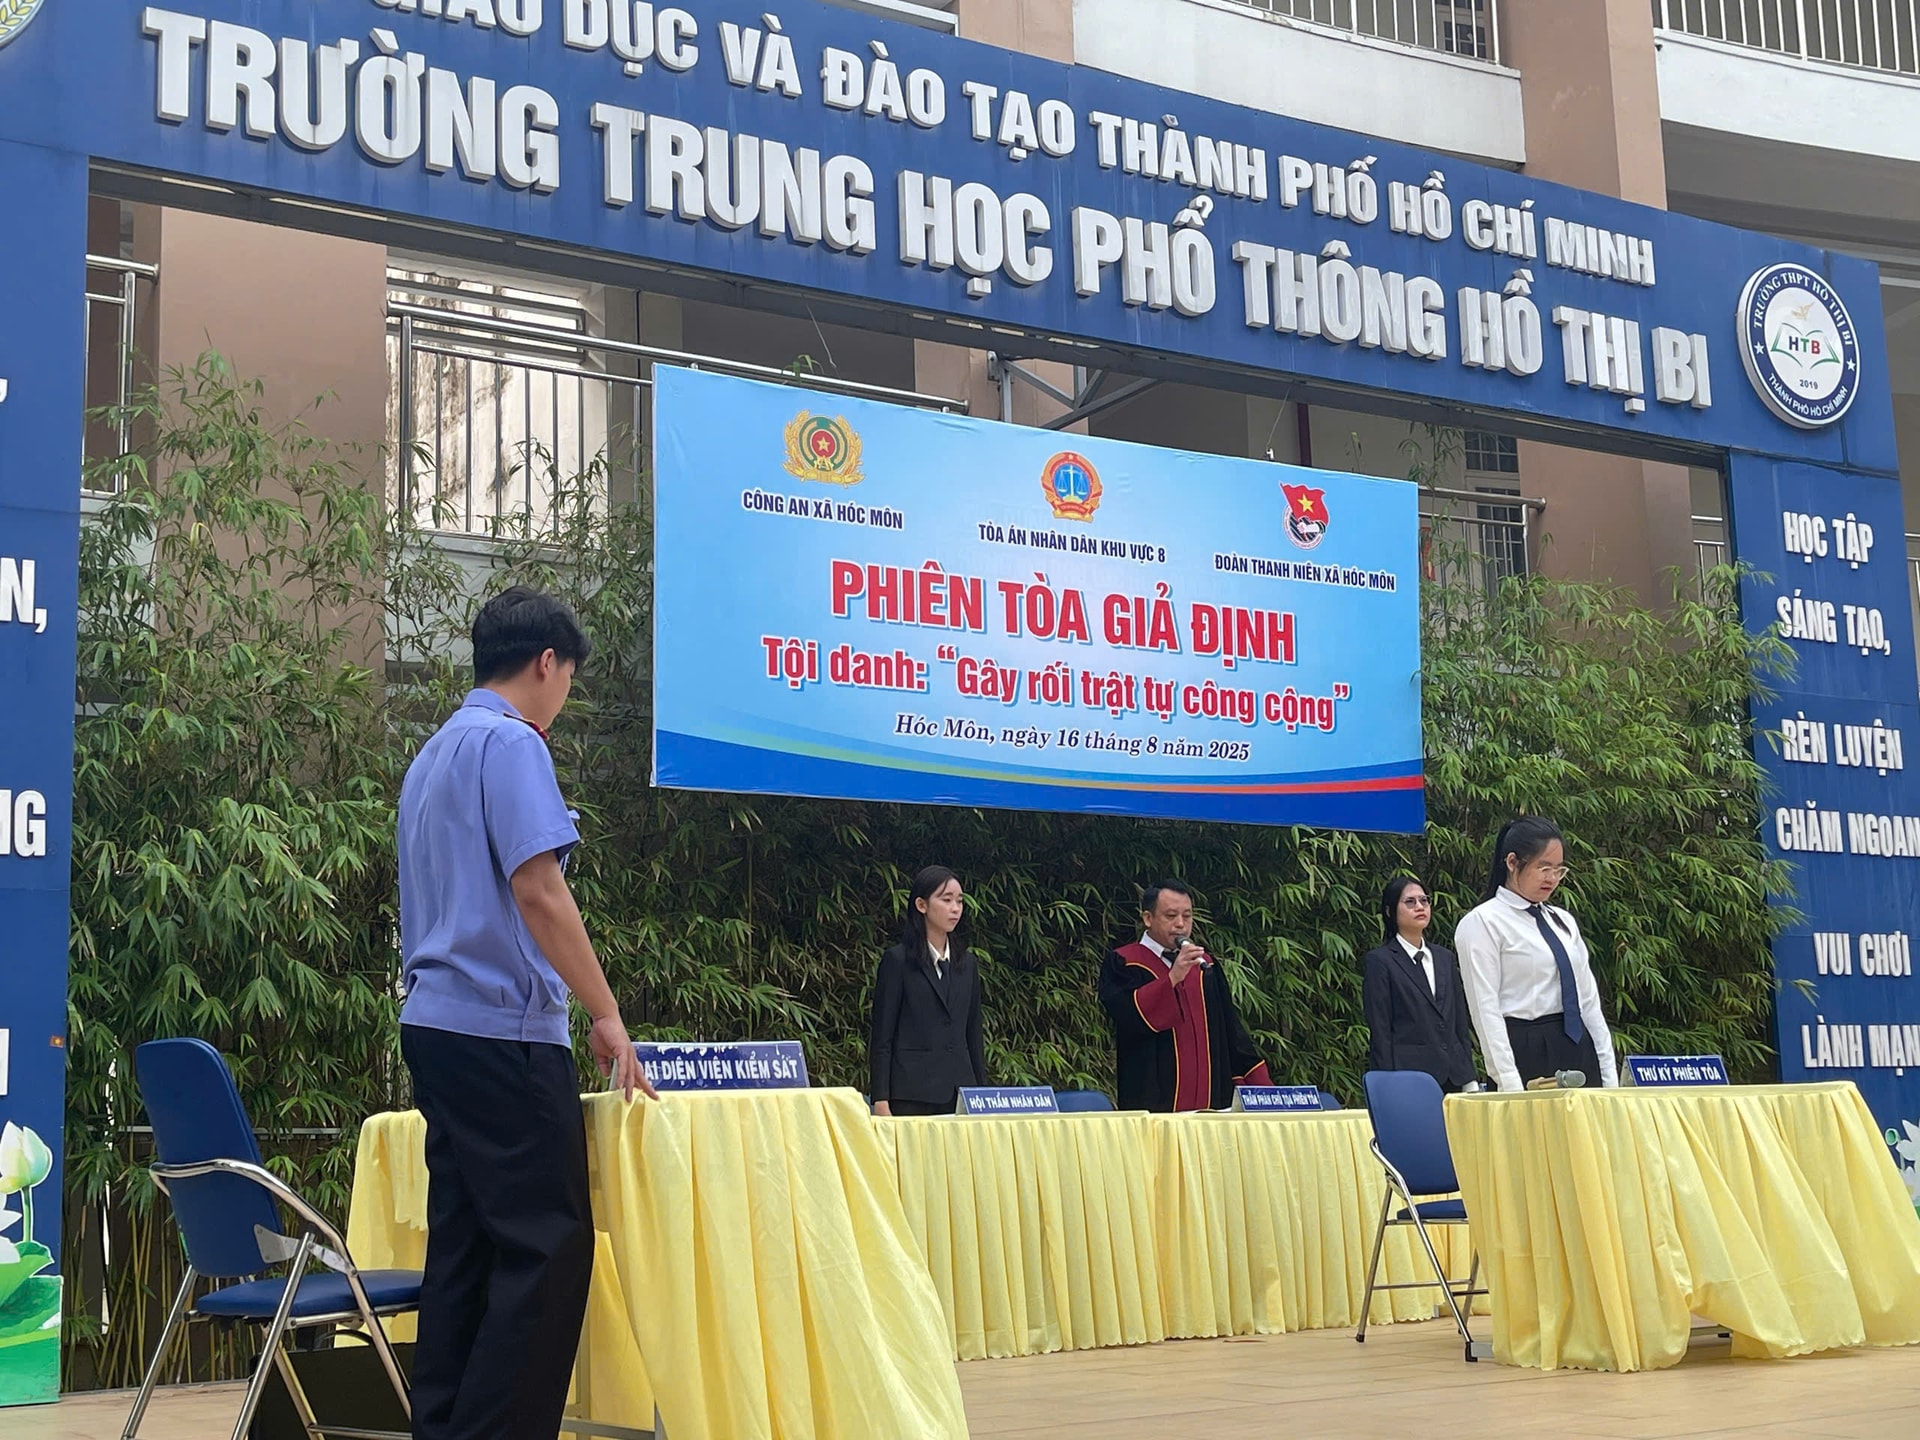 GIÁO DỤC VÀ ĐÀO TẠO THÀNH PHỐ HỒ CHÍ MINH
TRƯỜNG TRUNG HỌC PHỔ THÔNG HỒ THỊ BI
TRƯỜNG THPT HỒ THỊ BI
HTB
2019
THÀNH PHỐ HỒ CHÍ MINH
CÔNG AN XÃ HÓC MÔN
TÒA ÁN NHÂN DÂN KHU VỰC 8
ĐOÀN THANH NIÊN XÃ HÓC MÔN
PHIÊN TÒA GIẢ ĐỊNH
Tội danh: “Gây rối trật tự công cộng”
Hóc Môn, ngày 16 tháng 8 năm 2025
HỌC TẬP
SÁNG TẠO,
RÈN LUYỆN
CHĂM NGOAN
VUI CHƠI
LÀNH MẠN
N,
NG
DIỆN VIỆN KIỂM SÁT
HỘI THẨM NHÂN DÂN
THẨM PHÁN CHỦ TỌA PHIÊN TÒA
THƯ KÝ PHIÊN TÒA